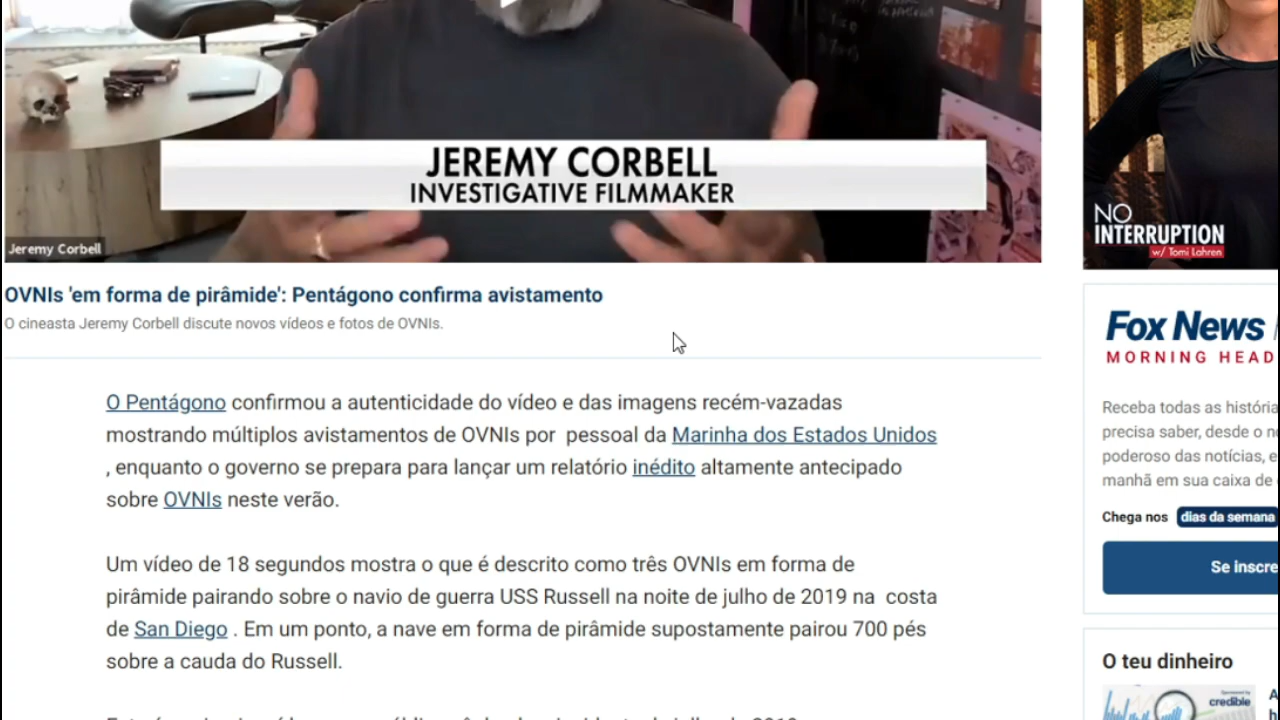 JEREMY CORBELL
INVESTIGATIVE FILMMAKER
Jeremy Corbell
OVNIs 'em forma de pirâmide': Pentágono confirma avistamento
O cineasta Jeremy Corbell discute novos vídeos e fotos de OVNIs.
O Pentágono confirmou a autenticidade do vídeo e das imagens recém-vazadas
mostrando múltiplos avistamentos de OVNIs por pessoal da Marinha dos Estados Unidos
, enquanto o governo se prepara para lançar um relatório inédito altamente antecipado
sobre OVNIs neste verão.
Um vídeo de 18 segundos mostra o que é descrito como três OVNIs em forma de
pirâmide pairando sobre o navio de guerra USS Russell na noite de julho de 2019 na costa
de San Diego . Em um ponto, a nave em forma de pirâmide supostamente pairou 700 pés
sobre a cauda do Russell.
NO
INTERRUPTION
w/ Tomi Lahren
Fox News
MORNING HEAD
Receba todas as história
precisa saber, desde o
poderoso das notícias, e
manhã em sua caixa de
Chega nos dias da semana
Se inscre
O teu dinheiro
Sponsored by
credible